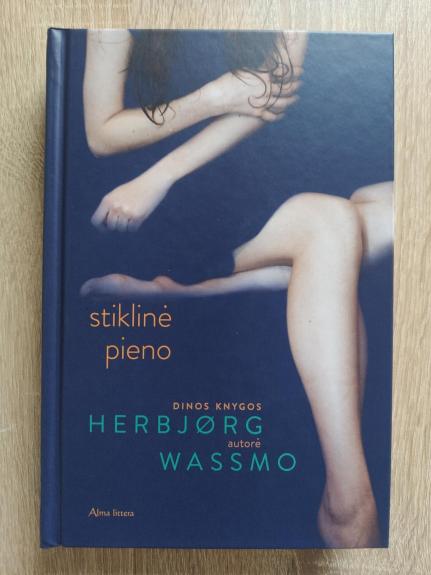 stiklinė
pieno
DINOS KNYGOS
HERBJØRG
autorė
WASSMO
Alma littera